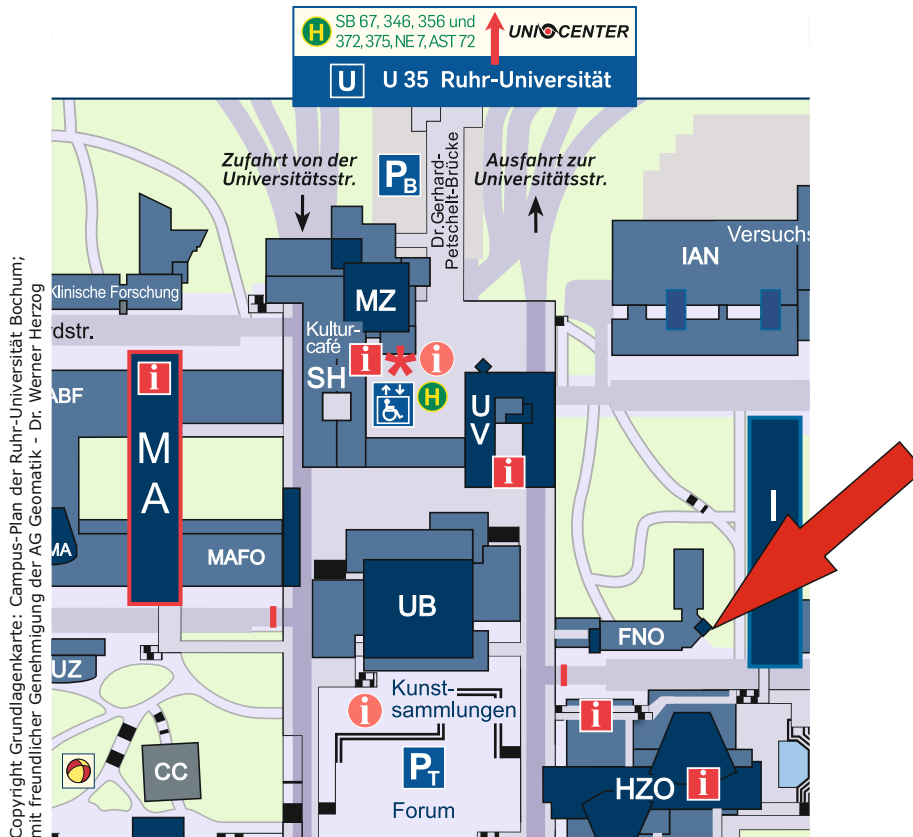 H SB 67, 346, 356 und
372, 375, NE 7, AST 72
UNICENTER
U U 35 Ruhr-Universität
Zufahrt von der
Universitätsstr.
PB
Dr.Gerhard-
Petschelt-Brücke
Ausfahrt zur
Universitätsstr.
Versuchs
IAN
Klinische Forschung
MZ
rdstr.
Kultur-
café
i
*
i
SH
H
i
ABF
M
A
U
V
i
I
MA
MAFO
UB
FNO
UZ
Kunst-
sammlungen
i
i
CC
PT
Forum
HZO
i
Copyright Grundlagenkarte: Campus-Plan der Ruhr-Universität Bochum;
mit freundlicher Genehmigung der AG Geomatik - Dr. Werner Herzog